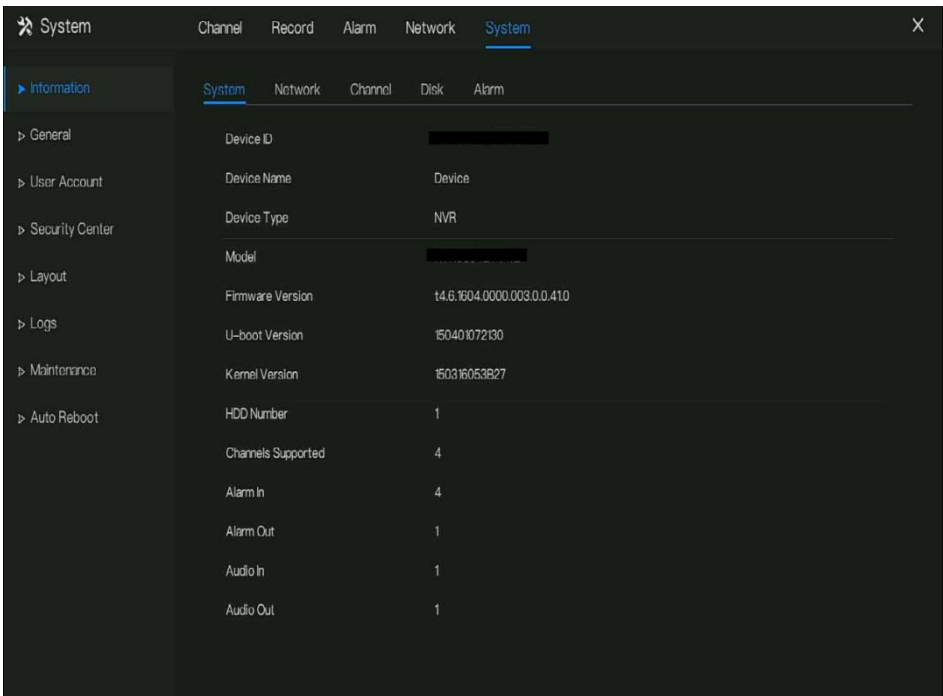 System Channel Record Alarm Network System X
Information
System Network Channel Disk Alarm
Device ID
General
User Account
Device Name Device
Device Type NVR
Security Center
Model
Layout
Firmware Version t4.6.1604.0000.003.0.0.41.0
Logs
U-boot Version 150401072130
Maintenance
Kernel Version 150316053B27
Auto Reboot
HDD Number 1
Channels Supported 4
Alarm In 4
Alarm Out 1
Audio In 1
Audio Out 1